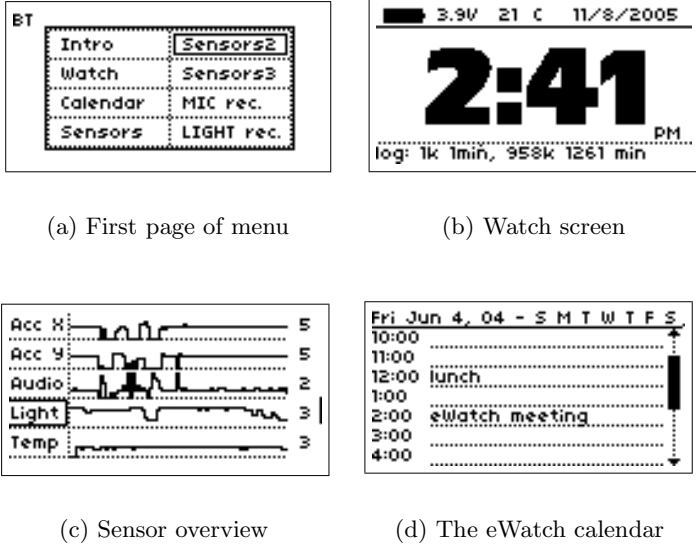 BT
Intro Sensors2
Watch Sensors3
Calendar MIC rec.
Sensors LIGHT rec.
(a) First page of menu
3.9V 21 C 11/8/2005
2:41
PM
log: 1k 1min, 958k 1261 min
(b) Watch screen
Acc X 5
Acc Y 5
Audio 2
Light 3
Temp 3
(c) Sensor overview
Fri Jun 4, 04 - S M T W T F S
10:00
11:00
12:00 lunch
1:00
2:00 eWatch meeting
3:00
4:00
(d) The eWatch calendar